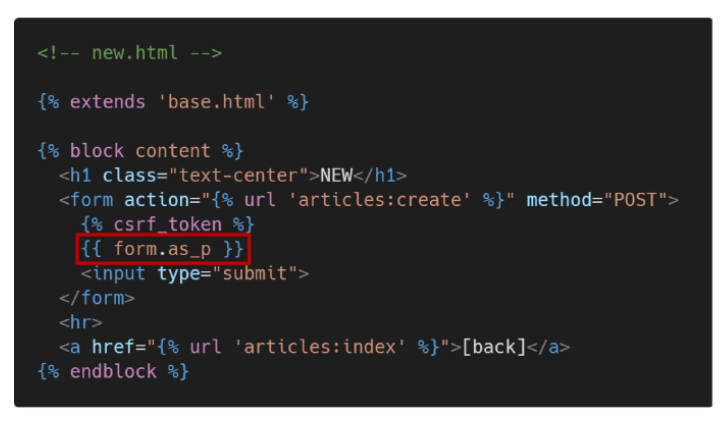 <!-- new.html -->
{% extends 'base.html' %}
{% block content %}
<h1 class="text-center">NEW</h1>
<form action="{% url 'articles:create' %}" method="POST">
{% csrf_token %}
{{ form.as_p }}
<input type="submit">
</form>
<hr>
<a href="{% url 'articles:index' %}">[back]</a>
{% endblock %}